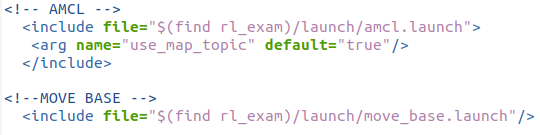 <!-- AMCL -->
<include file="$(find rl_exam)/launch/amcl.launch">
<arg name="use_map_topic" default="true"/>
</include>
<!--MOVE BASE -->
<include file="$(find rl_exam)/launch/move_base.launch"/>